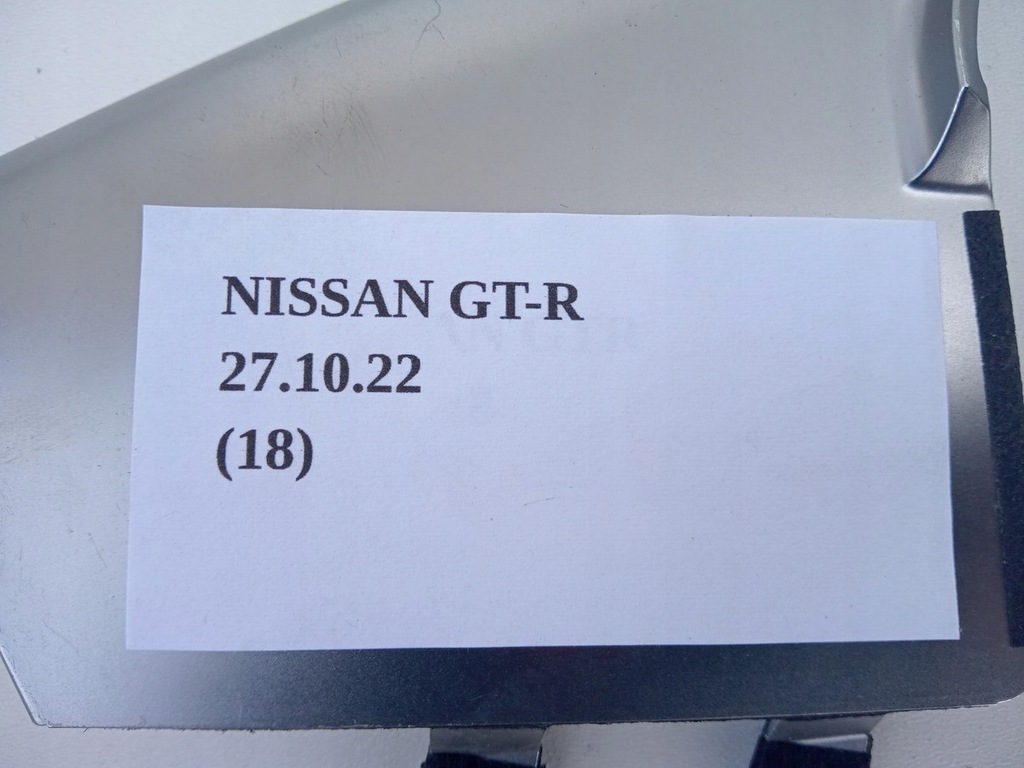 NISSAN GT-R
27.10.22
(18)